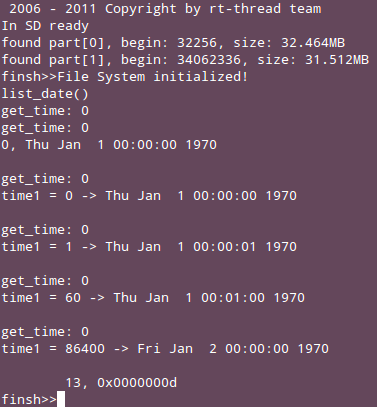 2006 - 2011 Copyright by rt-thread team
In SD ready
found part[0], begin: 32256, size: 32.464MB
found part[1], begin: 34062336, size: 31.512MB
finsh>>File System initialized!
list_date()
get_time: 0
get_time: 0
0, Thu Jan  1 00:00:00 1970
get_time: 0
time1 = 0 -> Thu Jan  1 00:00:00 1970
get_time: 0
time1 = 1 -> Thu Jan  1 00:00:01 1970
get_time: 0
time1 = 60 -> Thu Jan  1 00:01:00 1970
get_time: 0
time1 = 86400 -> Fri Jan  2 00:00:00 1970
13, 0x0000000d
finsh>>